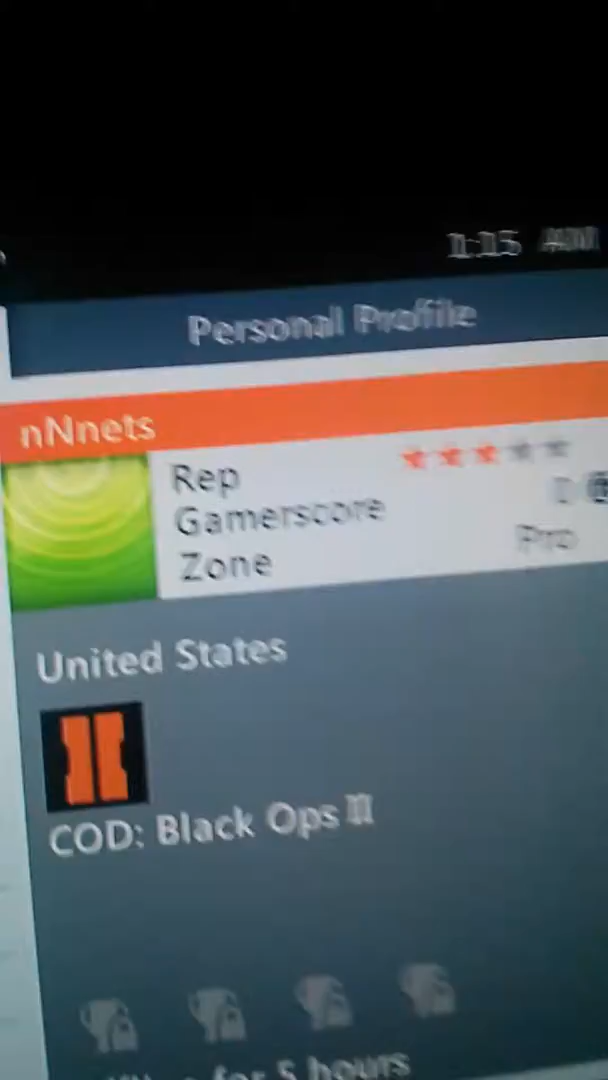 1:15 AM
Personal Profile
nNnets
Rep
Gamerscore 0 G
Zone Pro
United States
COD: Black Ops II
for 5 hours